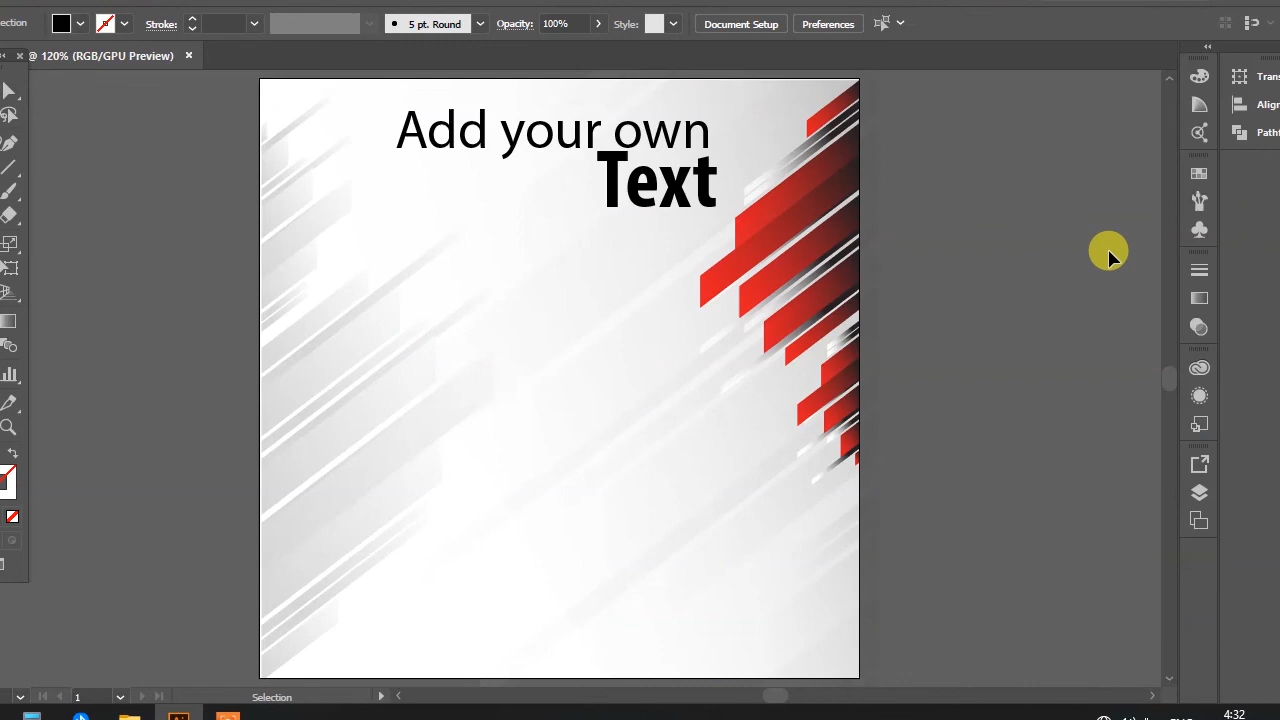 ection
Stroke:
5 pt. Round
Opacity:
100%
Style:
Document Setup
Preferences
@ 120% (RGB/GPU Preview)
Trans
Align
Pathf
Add your own
Text
1
Selection
4:32